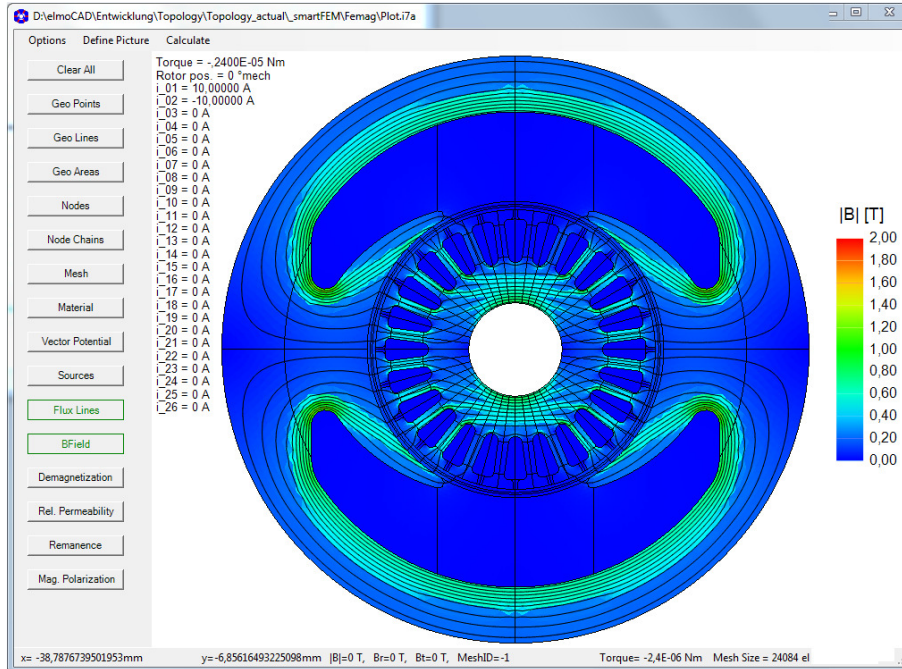 D:\elmoCAD\Entwicklung\Topology\Topology_actual\_smartFEM\Femag\Plot.i7a
Options Define Picture Calculate
Clear All
Geo Points
Geo Lines
Geo Areas
Nodes
Node Chains
Mesh
Material
Vector Potential
Sources
Flux Lines
BField
Demagnetization
Rel. Permeability
Remanence
Mag. Polarization
Torque = -,2400E-05 Nm
Rotor pos. = 0 °mech
i_01 = 10,00000 A
i_02 = -10,00000 A
i_03 = 0 A
i_04 = 0 A
i_05 = 0 A
i_06 = 0 A
i_07 = 0 A
i_08 = 0 A
i_09 = 0 A
i_10 = 0 A
i_11 = 0 A
i_12 = 0 A
i_13 = 0 A
i_14 = 0 A
i_15 = 0 A
i_16 = 0 A
i_17 = 0 A
i_18 = 0 A
i_19 = 0 A
i_20 = 0 A
i_21 = 0 A
i_22 = 0 A
i_23 = 0 A
i_24 = 0 A
i_25 = 0 A
i_26 = 0 A
|B| [T]
2,00
1,80
1,60
1,40
1,20
1,00
0,80
0,60
0,40
0,20
0,00
x= -38,7876739501953mm y=-6,85616493225098mm |B|=0 T, Br=0 T, Bt=0 T, MeshID=-1 Torque= -2,4E-06 Nm Mesh Size = 24084 el